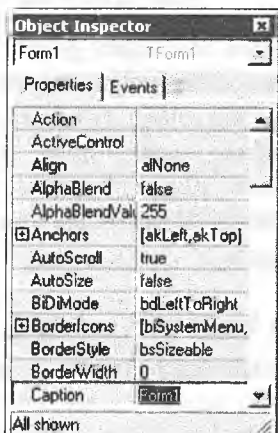 Object Inspector
Form1 TForm1
Properties Events
Action
ActiveControl
Align alNone
AlphaBlend false
AlphaBlendVal 255
Anchors [akLeft,akTop]
AutoScroll true
AutoSize false
BiDiMode bdLeftToRight
BorderIcons [biSystemMenu,
BorderStyle bsSizeable
BorderWidth 0
Caption Form1
All shown